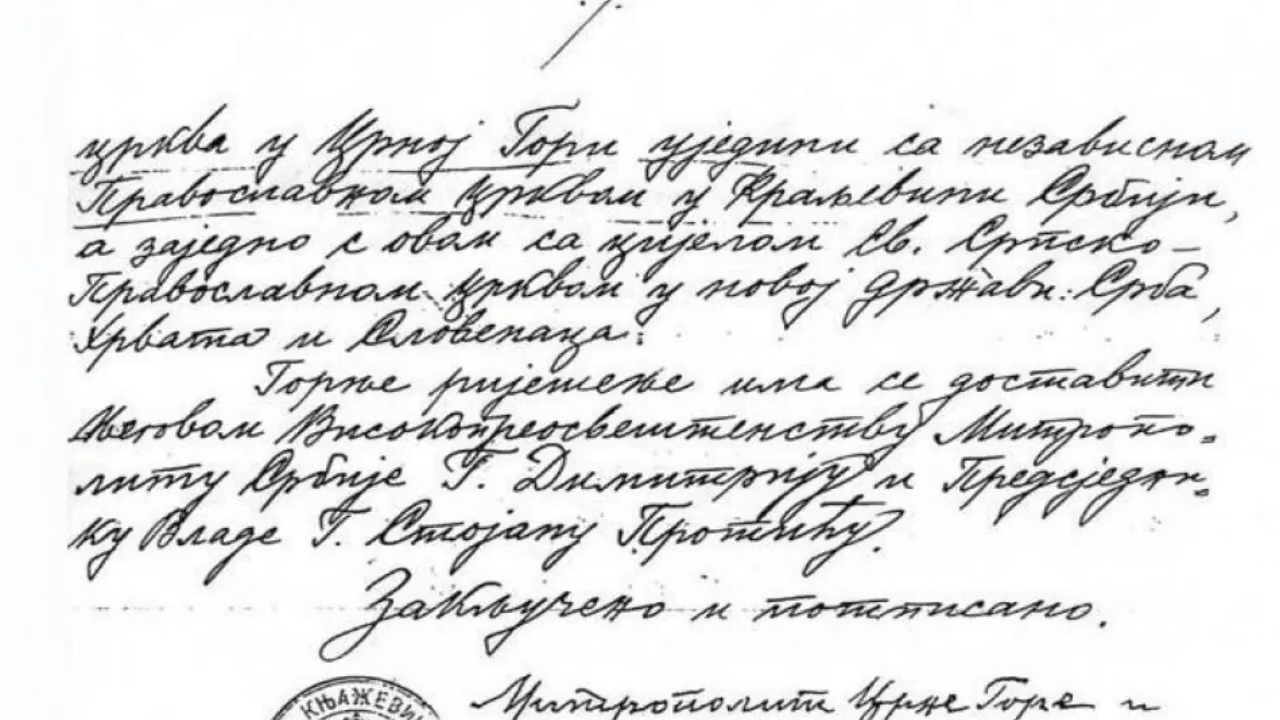 црква у Црној Гори уједини са независном
Православном црквом у Краљевини Србији,
а заједно с овом са цијелом Св. Српско-
Православном црквом у новој држави Срба,
Хрвата и Словенаца.
Горње ријешење има се доставити
Његовом Високопреосвештенству Митропо-
литу Србије Г. Димитрију и Предсједни-
ку Владе Г. Стојану Протићу.
Закључено и потписано.
КЊАЖЕВИ
Митрополит Црне Горе и